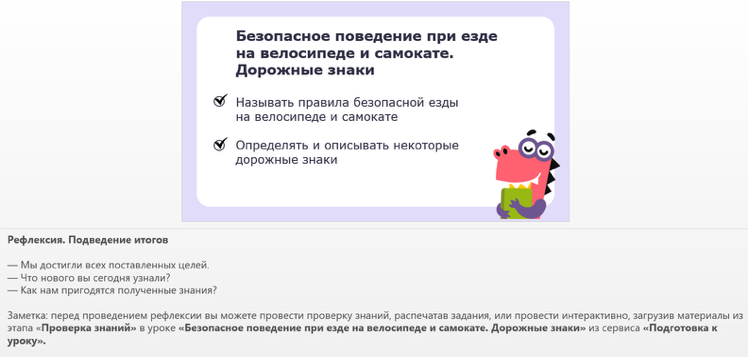 Безопасное поведение при езде
на велосипеде и самокате.
Дорожные знаки
Называть правила безопасной езды
на велосипеде и самокате
Определять и описывать некоторые
дорожные знаки
Рефлексия. Подведение итогов
— Мы достигли всех поставленных целей.
— Что нового вы сегодня узнали?
— Как нам пригодятся полученные знания?
Заметка: перед проведением рефлексии вы можете провести проверку знаний, распечатав задания, или провести интерактивно, загрузив материалы из
этапа «Проверка знаний» в уроке «Безопасное поведение при езде на велосипеде и самокате. Дорожные знаки» из сервиса «Подготовка к
уроку».